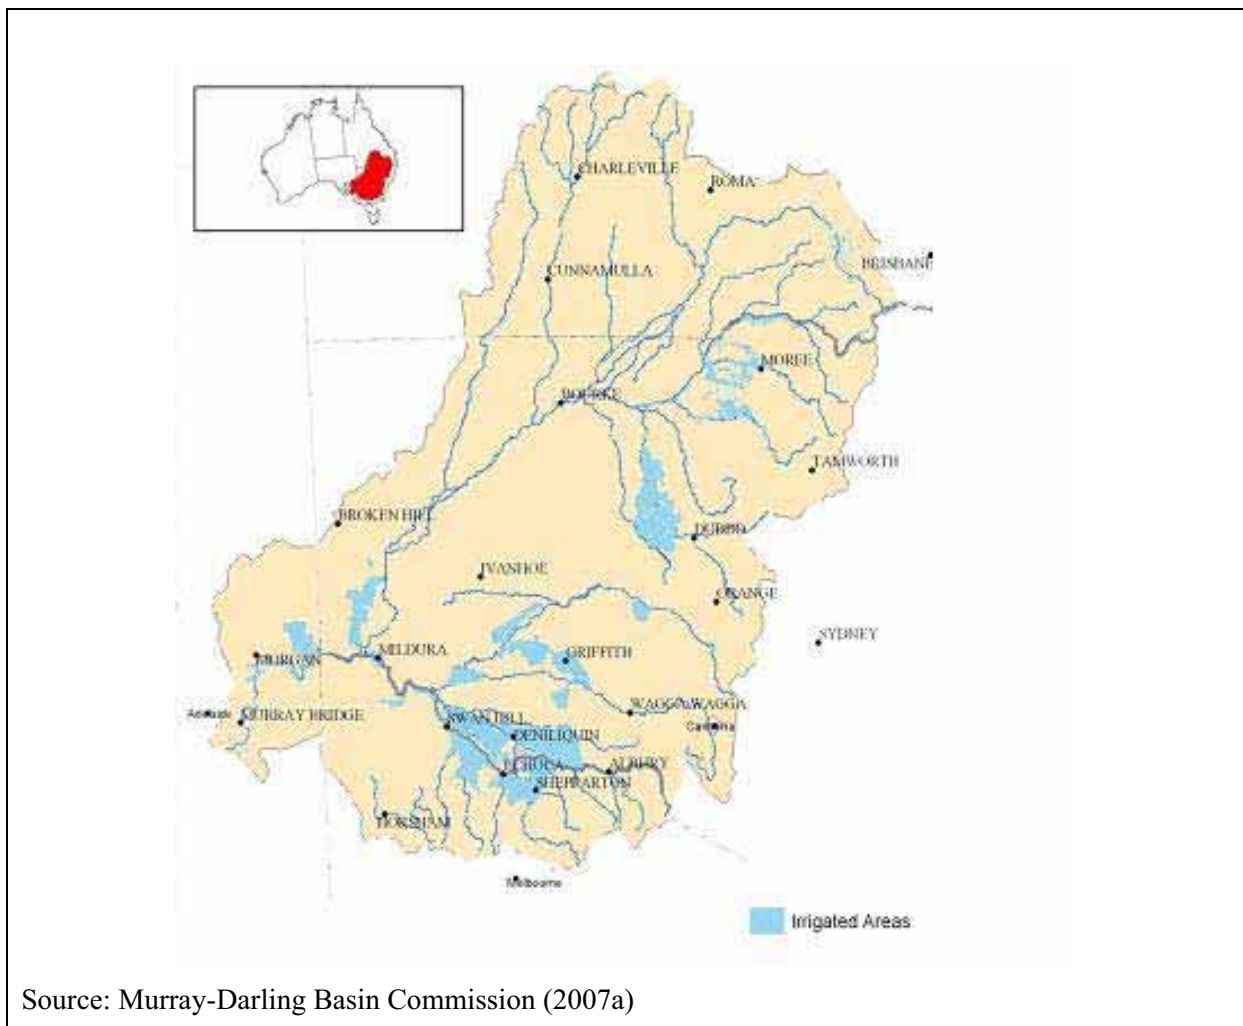 CHARLEVILLE
ROMA
BRISBANE
CUNNAMULLA
MOREE
BOURKE
TAMWORTH
BROKEN HILL
DUBBO
IVANHOE
ORANGE
SYDNEY
MORGAN
MILDURA
GRIFFITH
Adelaide
MURRAY BRIDGE
WAGGA WAGGA
SWAN HILL
Canberra
DENILIQUIN
ECHUCA
ALBURY
SHEPPARTON
HORSHAM
Melbourne
Irrigated Areas
Source: Murray-Darling Basin Commission (2007a)